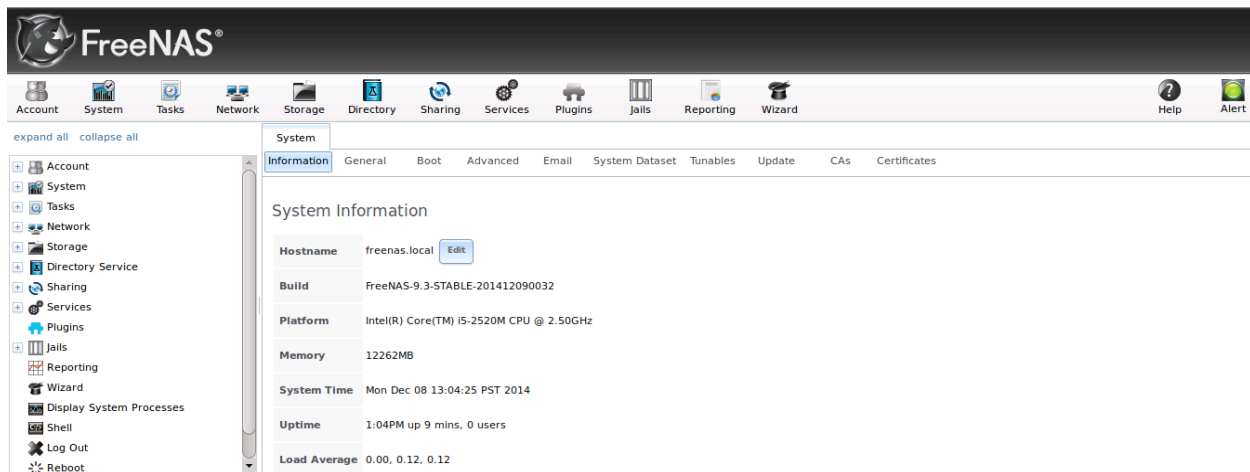 FreeNAS®
Account System Tasks Network Storage Directory Sharing Services Plugins Jails Reporting Wizard Help Alert
expand all collapse all
Account
System
Tasks
Network
Storage
Directory Service
Sharing
Services
Plugins
Jails
Reporting
Wizard
Display System Processes
Shell
Log Out
Reboot
System
Information General Boot Advanced Email System Dataset Tunables Update CAs Certificates
System Information
Hostname freenas.local Edit
Build FreeNAS-9.3-STABLE-201412090032
Platform Intel(R) Core(TM) i5-2520M CPU @ 2.50GHz
Memory 12262MB
System Time Mon Dec 08 13:04:25 PST 2014
Uptime 1:04PM up 9 mins, 0 users
Load Average 0.00, 0.12, 0.12